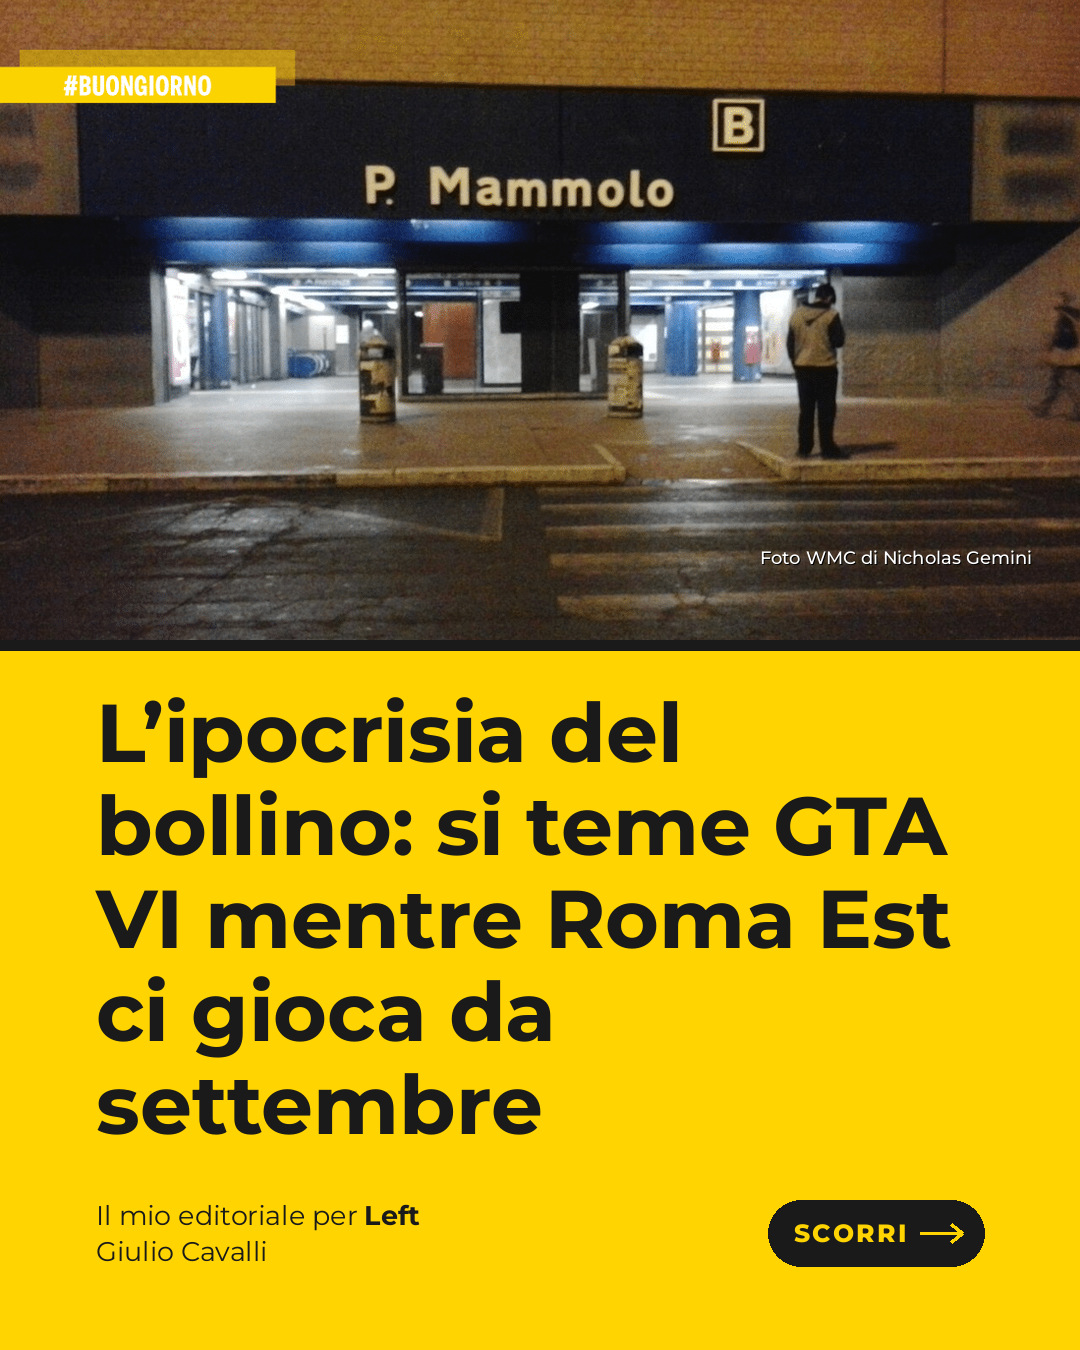 #BUONGIORNO
B
P. Mammolo
Foto WMC di Nicholas Gemini
L’ipocrisia del
bollino: si teme GTA
VI mentre Roma Est
ci gioca da
settembre
Il mio editoriale per Left
Giulio Cavalli
SCORRI